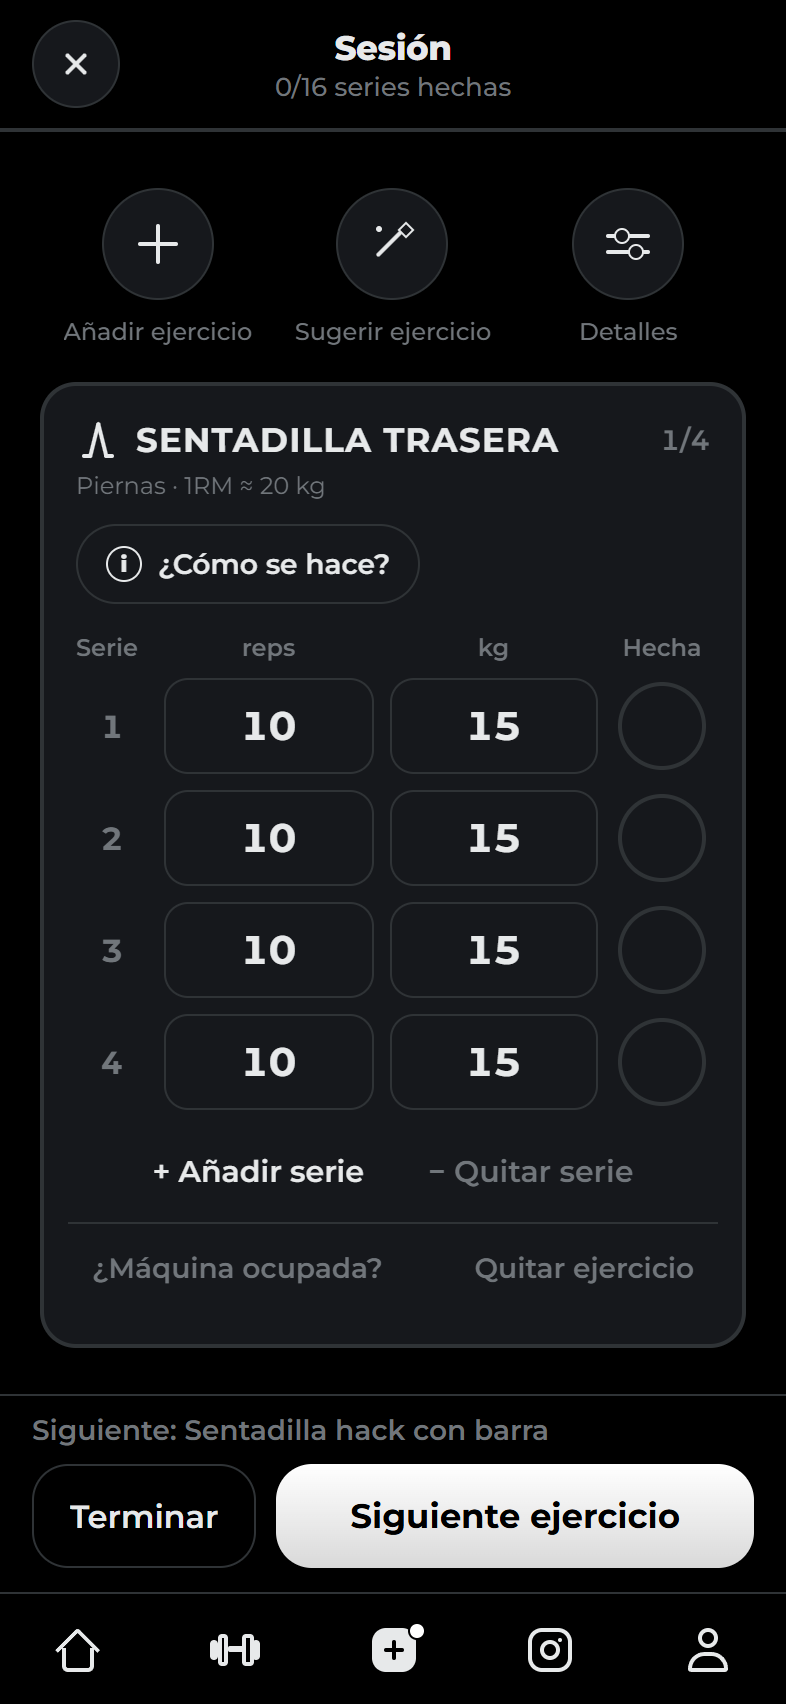 Sesión
0/16 series hechas
Añadir ejercicio
Sugerir ejercicio
Detalles
SENTADILLA TRASERA 1/4
Piernas · 1RM ≈ 20 kg
¿Cómo se hace?
Serie reps kg Hecha
1 10 15
2 10 15
3 10 15
4 10 15
+ Añadir serie − Quitar serie
¿Máquina ocupada? Quitar ejercicio
Siguiente: Sentadilla hack con barra
Terminar Siguiente ejercicio